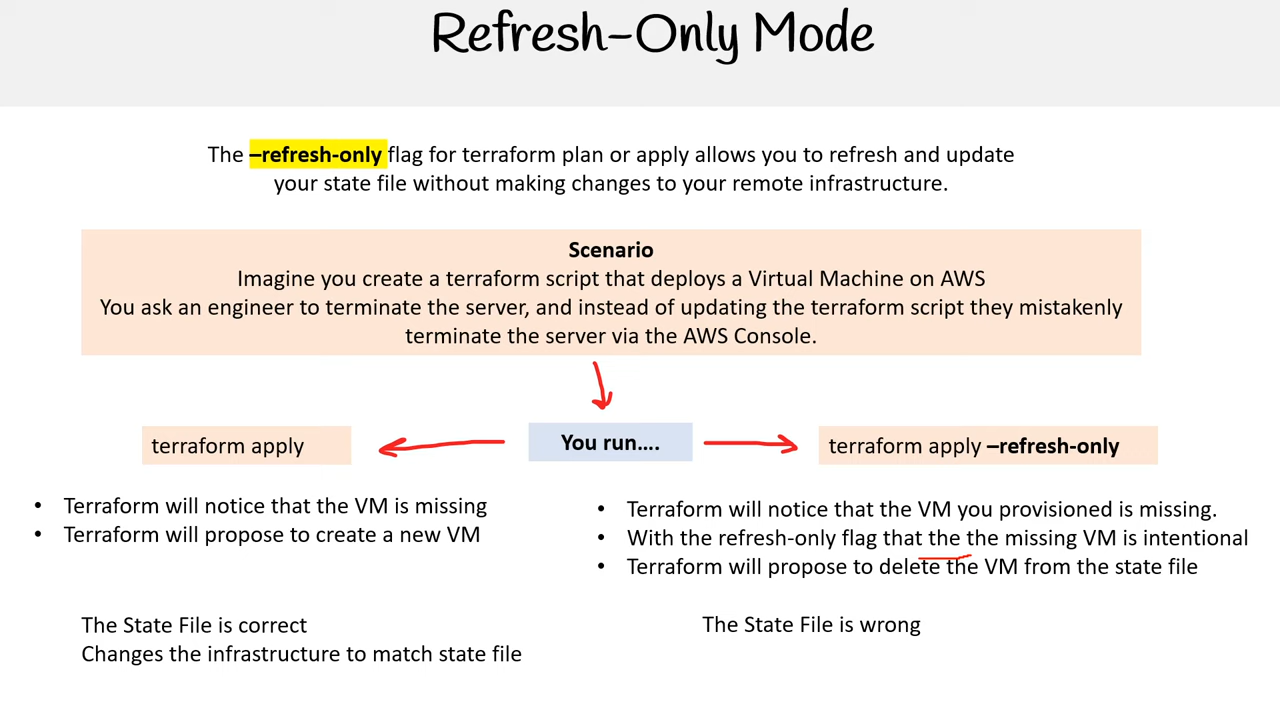 Refresh-Only Mode
The –refresh-only flag for terraform plan or apply allows you to refresh and update
your state file without making changes to your remote infrastructure.
Scenario
Imagine you create a terraform script that deploys a Virtual Machine on AWS
You ask an engineer to terminate the server, and instead of updating the terraform script they mistakenly
terminate the server via the AWS Console.
You run....
terraform apply
• Terraform will notice that the VM is missing
• Terraform will propose to create a new VM
The State File is correct
Changes the infrastructure to match state file
terraform apply –refresh-only
• Terraform will notice that the VM you provisioned is missing.
• With the refresh-only flag that the the missing VM is intentional
• Terraform will propose to delete the VM from the state file
The State File is wrong